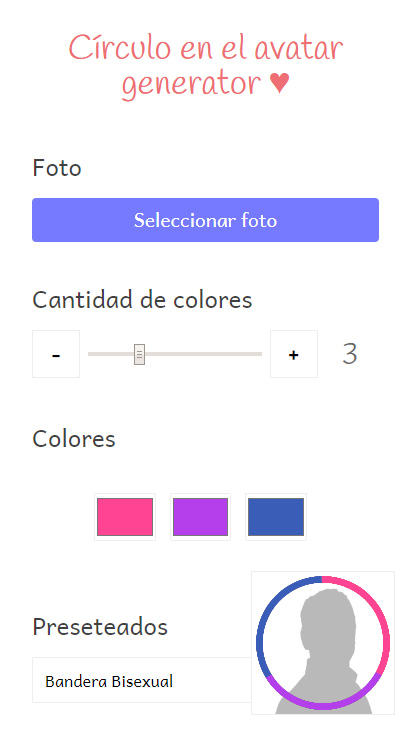 Círculo en el avatar
generator ♥
Foto
Seleccionar foto
Cantidad de colores
- + 3
Colores
Preseteados
Bandera Bisexual